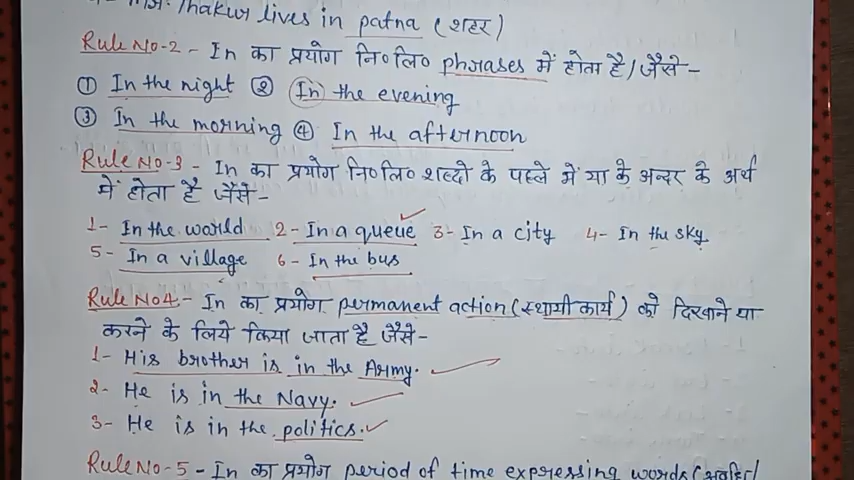 Mr. Thakur lives in patna (शहर)
Rule No-2 - In का प्रयोग नि०लि० phrases में होता है/जैसे-
① In the night ② In the evening
③ In the morning ④ In the afternoon
Rule No-3 - In का प्रयोग नि०लि० शब्दो के पहले में या के अन्दर के अर्थ
में होता है जैसे-
1- In the world 2- In a queue 3- In a city 4- In the sky
5- In a village 6- In the bus
Rule No4- In का प्रयोग permanent action (स्थायी कार्य) को दिखाने या
करने के लिये किया जाता है जैसे-
1- His brother is in the Army.
2- He is in the Navy.
3- He is in the politics.
Rule No-5 - In का प्रयोग period of time expressing words (अवधि